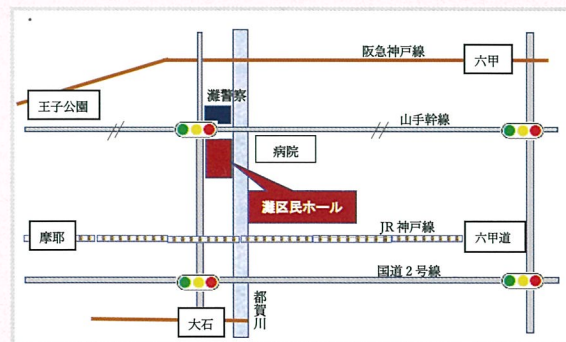 阪急神戸線
六甲
王子公園
灘警察
山手幹線
病院
灘区民ホール
JR神戸線
摩耶
六甲道
国道2号線
都賀川
大石